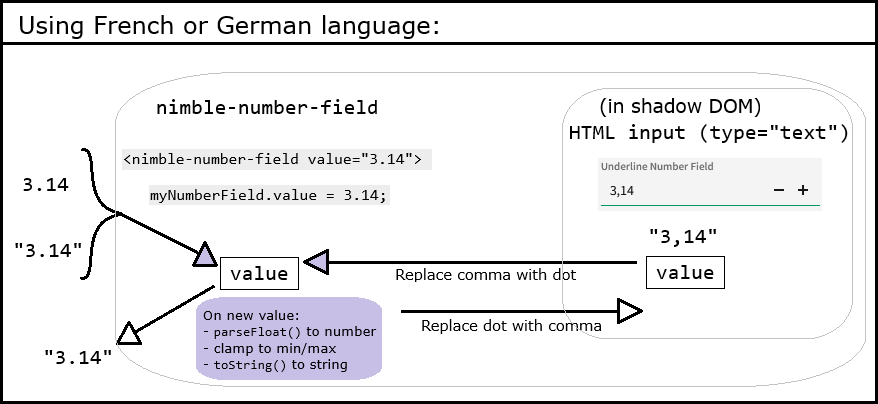 Using French or German language:
nimble-number-field
(in shadow DOM)
HTML input (type="text")
<nimble-number-field value="3.14">
myNumberField.value = 3.14;
Underline Number Field
3,14
3.14
"3.14"
"3,14"
value
Replace comma with dot
value
On new value:
- parseFloat() to number
- clamp to min/max
- toString() to string
Replace dot with comma
"3.14"